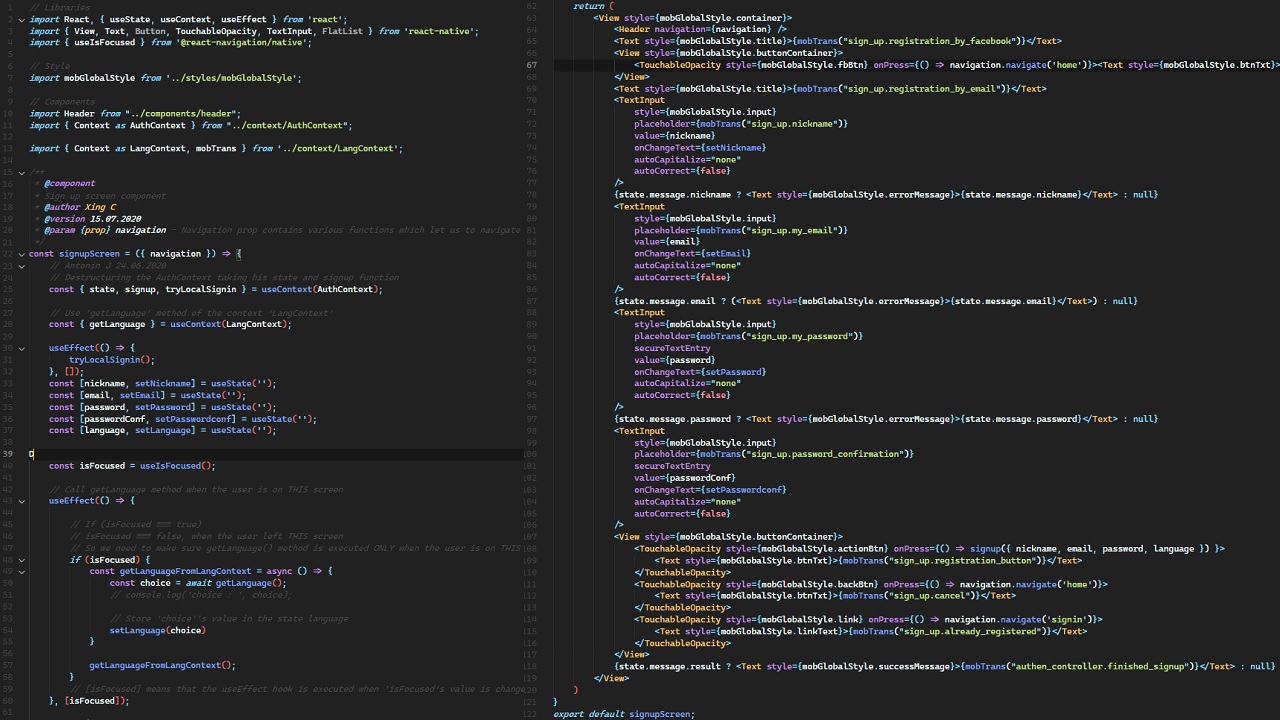 1 // Libraries
2 import React, { useState, useContext, useEffect } from 'react';
3 import { View, Text, Button, TouchableOpacity, TextInput, FlatList } from 'react-native';
4 import { useIsFocused } from '@react-navigation/native';
5
6 // Style
7 import mobGlobalStyle from '../styles/mobGlobalStyle';
8
9 // Components
10 import Header from "../components/header";
11 import { Context as AuthContext } from "../context/AuthContext";
12
13 import { Context as LangContext, mobTrans } from '../context/LangContext';
14
15 /**
16 * @component
17 * Sign up screen component
18 * @author Xing C
19 * @version 15.07.2020
20 * @param {prop} navigation - Navigation prop contains various functions which let us to navigate
21 */
22 const signupScreen = ({ navigation }) => {
23 // Antonin J 24.06.2020
24 // Destructuring the AuthContext taking his state and signup function
25 const { state, signup, tryLocalSignin } = useContext(AuthContext);
26
27 // Use 'getLanguage' method of the context 'LangContext'
28 const { getLanguage } = useContext(LangContext);
29
30 useEffect(() => {
31 tryLocalSignin();
32 }, []);
33 const [nickname, setNickname] = useState('');
34 const [email, setEmail] = useState('');
35 const [password, setPassword] = useState('');
36 const [passwordConf, setPasswordconf] = useState('');
37 const [language, setLanguage] = useState('');
38
39
40 const isFocused = useIsFocused();
41
42 // Call getLanguage method when the user is on THIS screen
43 useEffect(() => {
44
45 // If (isFocused === true)
46 // isFocused === false, when the user left THIS screen
47 // So we need to make sure getLanguage() method is executed ONLY when the user is on THIS
48 if (isFocused) {
49 const getLanguageFromLangContext = async () => {
50 const choice = await getLanguage();
51 // console.log('choice : ', choice);
52
53 // Store 'choice''s value in the state language
54 setLanguage(choice)
55 }
56
57 getLanguageFromLangContext();
58 }
59 // [isFocused] means that the useEffect hook is executed when 'isFocused's value is change
60 }, [isFocused]);
61
62 return (
63 <View style={mobGlobalStyle.container}>
64 <Header navigation={navigation} />
65 <Text style={mobGlobalStyle.title}>{mobTrans("sign_up.registration_by_facebook")}</Text>
66 <View style={mobGlobalStyle.buttonContainer}>
67 <TouchableOpacity style={mobGlobalStyle.fbBtn} onPress={() => navigation.navigate('home')}><Text style={mobGlobalStyle.btnTxt}>
68 </View>
69 <Text style={mobGlobalStyle.title}>{mobTrans("sign_up.registration_by_email")}</Text>
70 <TextInput
71 style={mobGlobalStyle.input}
72 placeholder={mobTrans("sign_up.nickname")}
73 value={nickname}
74 onChangeText={setNickname}
75 autoCapitalize="none"
76 autoCorrect={false}
77 />
78 {state.message.nickname ? <Text style={mobGlobalStyle.errorMessage}>{state.message.nickname}</Text> : null}
79 <TextInput
80 style={mobGlobalStyle.input}
81 placeholder={mobTrans("sign_up.my_email")}
82 value={email}
83 onChangeText={setEmail}
84 autoCapitalize="none"
85 autoCorrect={false}
86 />
87 {state.message.email ? (<Text style={mobGlobalStyle.errorMessage}>{state.message.email}</Text>) : null}
88 <TextInput
89 style={mobGlobalStyle.input}
90 placeholder={mobTrans("sign_up.my_password")}
91 secureTextEntry
92 value={password}
93 onChangeText={setPassword}
94 autoCapitalize="none"
95 autoCorrect={false}
96 />
97 {state.message.password ? <Text style={mobGlobalStyle.errorMessage}>{state.message.password}</Text> : null}
98 <TextInput
99 style={mobGlobalStyle.input}
100 placeholder={mobTrans("sign_up.password_confirmation")}
101 secureTextEntry
102 value={passwordConf}
103 onChangeText={setPasswordconf}
104 autoCapitalize="none"
105 autoCorrect={false}
106 />
107 <View style={mobGlobalStyle.buttonContainer}>
108 <TouchableOpacity style={mobGlobalStyle.actionBtn} onPress={() => signup({ nickname, email, password, language }) }>
109 <Text style={mobGlobalStyle.btnTxt}>{mobTrans("sign_up.registration_button")}</Text>
110 </TouchableOpacity>
111 <TouchableOpacity style={mobGlobalStyle.backBtn} onPress={() => navigation.navigate('home')}>
112 <Text style={mobGlobalStyle.btnTxt}>{mobTrans("sign_up.cancel")}</Text>
113 </TouchableOpacity>
114 <TouchableOpacity style={mobGlobalStyle.link} onPress={() => navigation.navigate('signin')}>
115 <Text style={mobGlobalStyle.linkText}>{mobTrans("sign_up.already_registered")}</Text>
116 </TouchableOpacity>
117 </View>
118 {state.message.result ? <Text style={mobGlobalStyle.successMessage}>{mobTrans("authen_controller.finished_signup")}</Text> : null}
119 </View>
120 )
121 }
122 export default signupScreen;